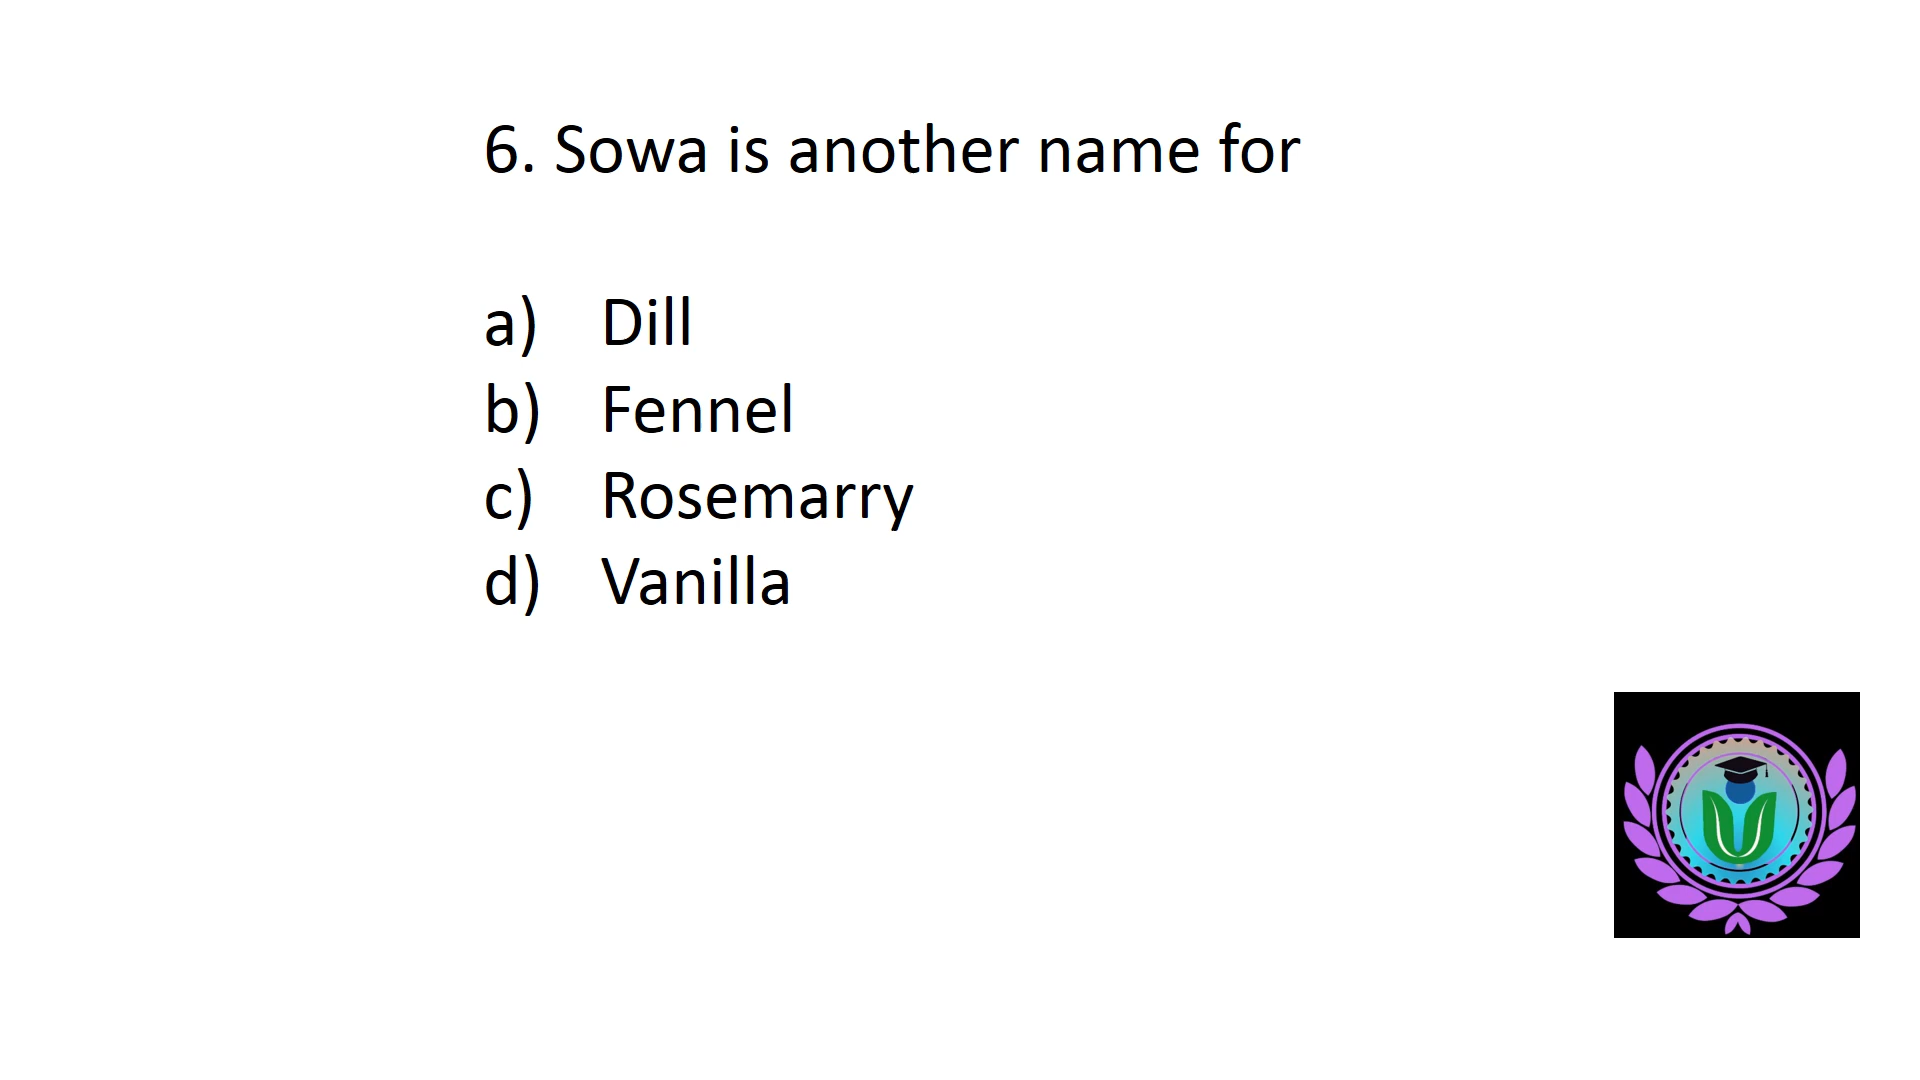 6. Sowa is another name for
a) Dill
b) Fennel
c) Rosemarry
d) Vanilla